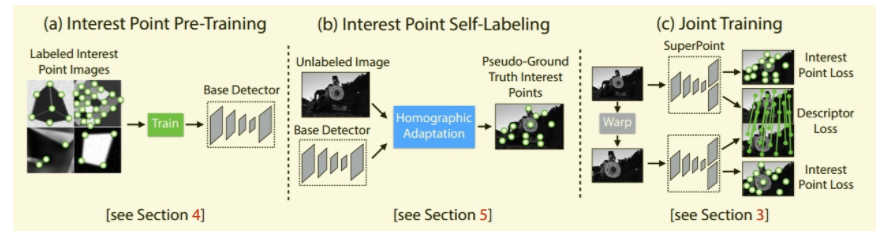 (a) Interest Point Pre-Training
Labeled Interest
Point Images
Base Detector
Train
[see Section 4]
(b) Interest Point Self-Labeling
Unlabeled Image
Base Detector
Homographic
Adaptation
Pseudo-Ground
Truth Interest
Points
[see Section 5]
(c) Joint Training
SuperPoint
Warp
Interest
Point Loss
Descriptor
Loss
Interest
Point Loss
[see Section 3]